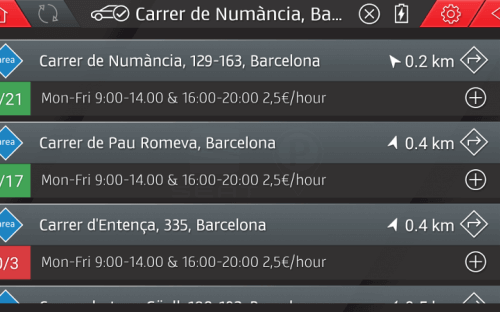 Carrer de Numància, Ba...
area
Carrer de Numància, 129-163, Barcelona
0.2 km
/21
Mon-Fri 9:00-14.00 & 16:00-20:00 2,5€/hour
area
Carrer de Pau Romeva, Barcelona
0.4 km
/17
Mon-Fri 9:00-14.00 & 16:00-20:00 2,5€/hour
area
Carrer d'Entença, 335, Barcelona
0.4 km
0/3
Mon-Fri 9:00-14.00 & 16:00-20:00 2,5€/hour